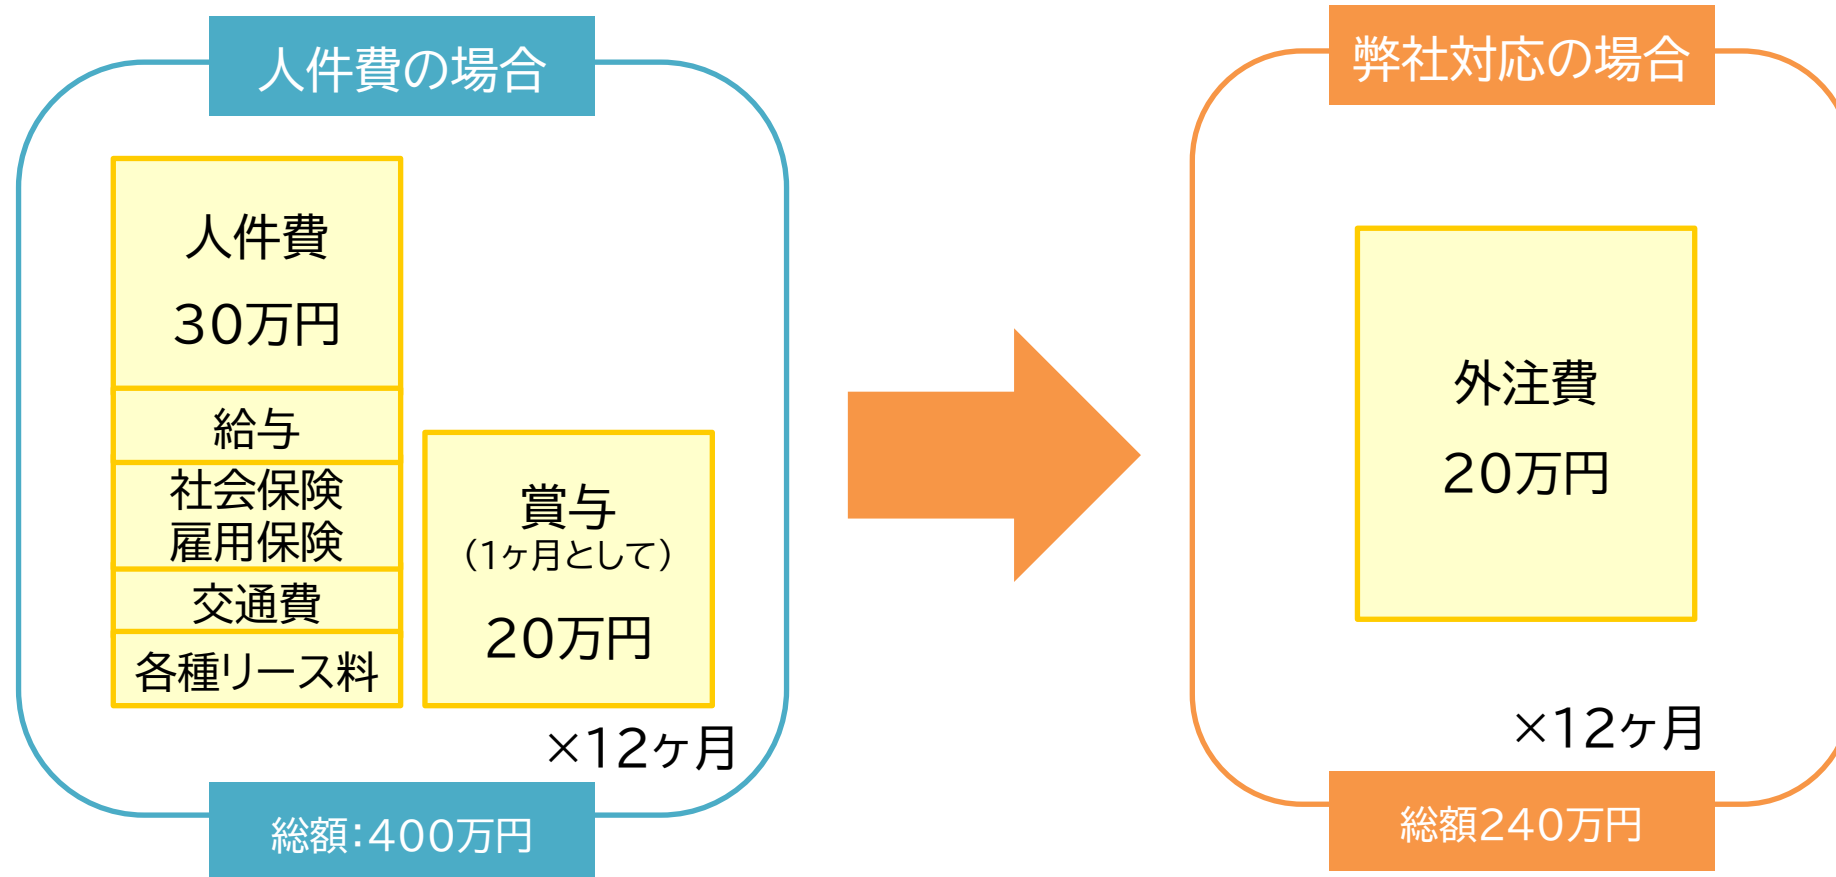 人件費の場合
人件費
30万円
給与
社会保険
雇用保険
交通費
各種リース料
賞与
（1ヶ月として）
20万円
×12ヶ月
総額：400万円
弊社対応の場合
外注費
20万円
×12ヶ月
総額240万円